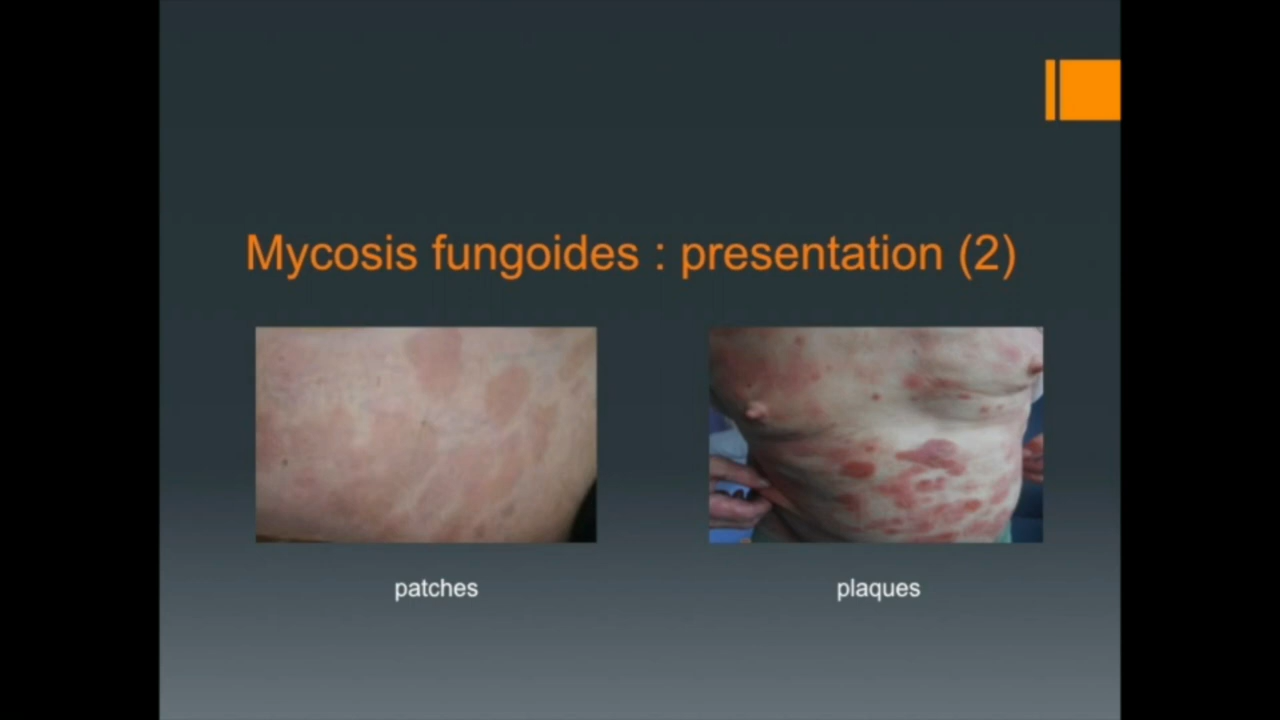 Mycosis fungoides : presentation (2)
patches
plaques